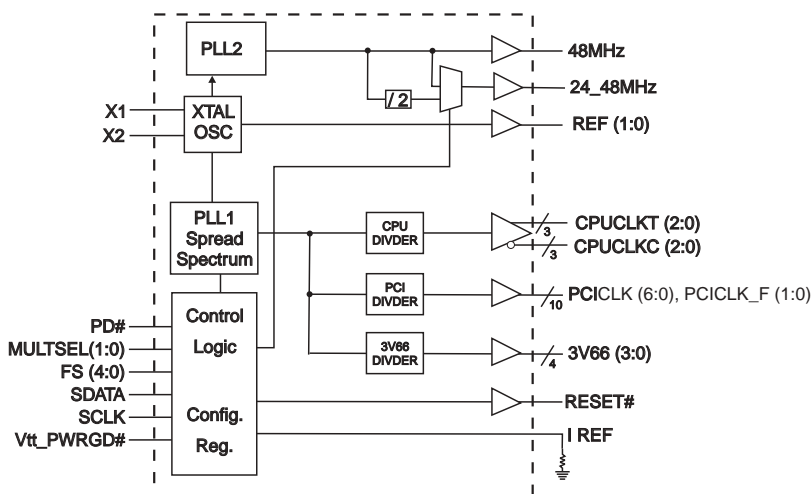 PLL2
48MHz
/ 2
24_48MHz
X1
X2
XTAL
OSC
REF (1:0)
PLL1
Spread
Spectrum
CPU
DIVDER
3
CPUCLKT (2:0)
3
CPUCLKC (2:0)
PCI
DIVDER
10
PCICLK (6:0), PCICLK_F (1:0)
3V66
DIVDER
4
3V66 (3:0)
PD#
MULTSEL(1:0)
FS (4:0)
SDATA
SCLK
Vtt_PWRGD#
Control
Logic
Config.
Reg.
RESET#
I REF